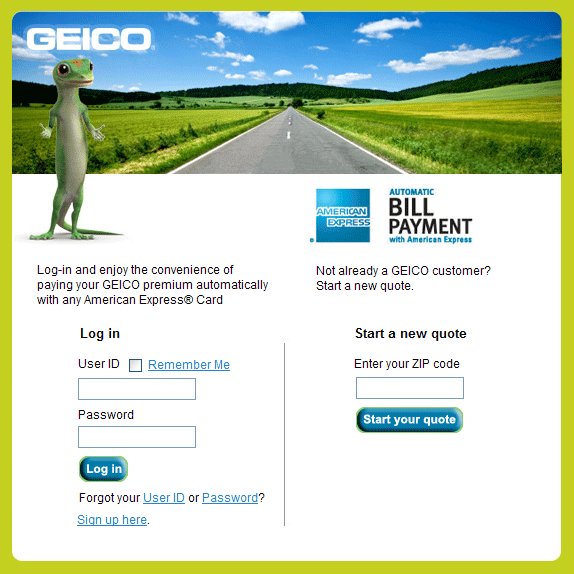 GEICO
AMERICAN
EXPRESS
AUTOMATIC
BILL
PAYMENT
with American Express
Log-in and enjoy the convenience of
paying your GEICO premium automatically
with any American Express® Card
Not already a GEICO customer?
Start a new quote.
Log in
User ID Remember Me
Password
Log in
Forgot your User ID or Password?
Sign up here.
Start a new quote
Enter your ZIP code
Start your quote